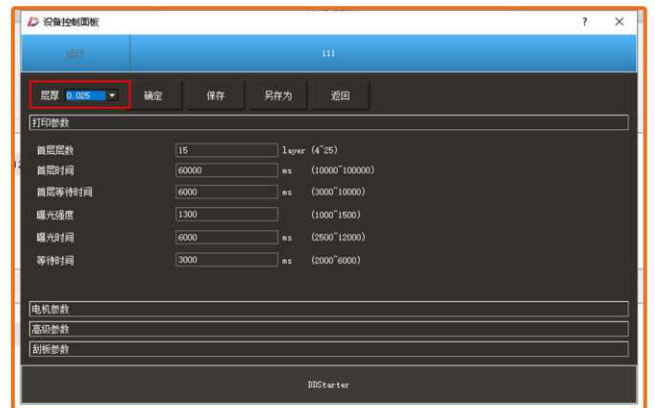 设备控制面板 ? ×
运行 111
层厚 0.025 确定 保存 另存为 返回
打印参数
首层层数 15 layer (4~25)
首层时间 60000 ms (10000~100000)
首层等待时间 6000 ms (3000~10000)
曝光强度 1300 (1000~1500)
曝光时间 6000 ms (2500~12000)
等待时间 3000 ms (2000~6000)
电机参数
高级参数
刮板参数
DDStarter